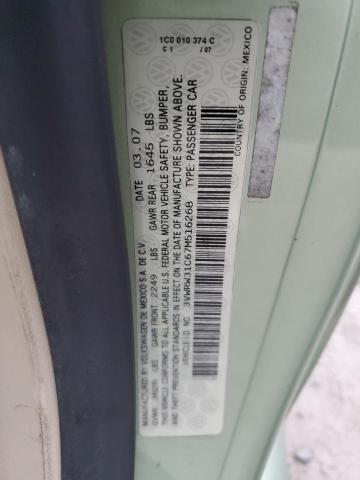 1C0 010 374 C
C 1 / 07
MANUFACTURED BY VOLKSWAGEN DE MEXICO S.A. DE C.V. DATE 03.07
GVWR LBS GAWR FRONT 2249 LBS GAWR REAR 1645 LBS
THIS VEHICLE CONFORMS TO ALL APPLICABLE U.S. FEDERAL MOTOR VEHICLE SAFETY, BUMPER,
AND THEFT PREVENTION STANDARDS IN EFFECT ON THE DATE OF MANUFACTURE SHOWN ABOVE.
3VWRW31C67M516268 TYPE: PASSENGER CAR
COUNTRY OF ORIGIN: MEXICO